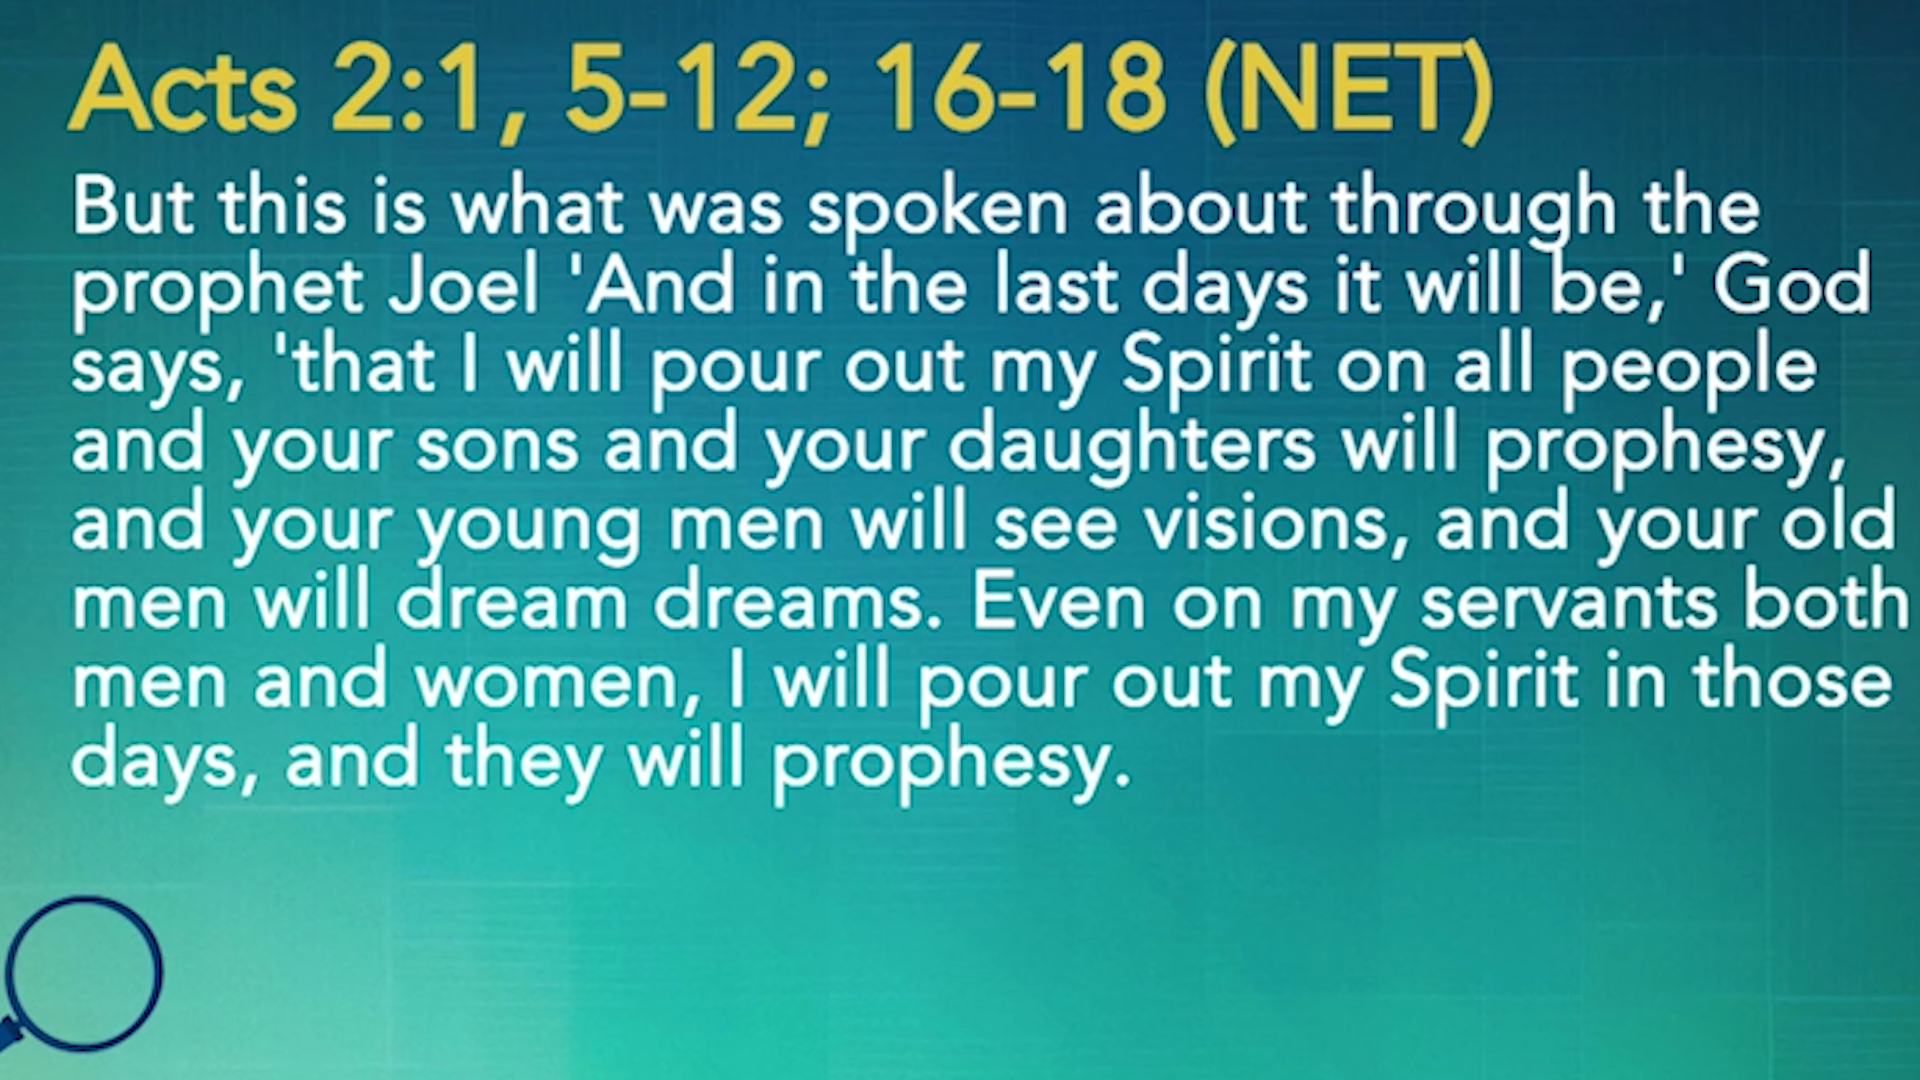 Acts 2:1, 5-12; 16-18 (NET)
But this is what was spoken about through the
prophet Joel 'And in the last days it will be,' God
says, 'that I will pour out my Spirit on all people
and your sons and your daughters will prophesy,
and your young men will see visions, and your old
men will dream dreams. Even on my servants both
men and women, I will pour out my Spirit in those
days, and they will prophesy.